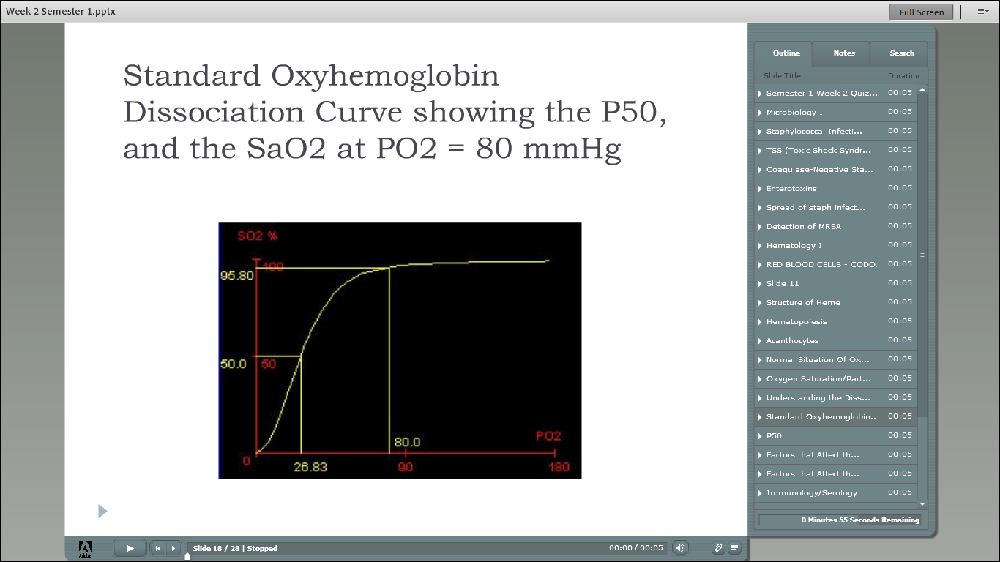 Week 2 Semester 1.pptx
Full Screen
Standard Oxyhemoglobin
Dissociation Curve showing the P50,
and the SaO2 at PO2 = 80 mmHg
SO2 %
100
95.80
50.0
50
PO2
80.0
0
26.83
90
180
Outline Notes Search
Slide Title Duration
Semester 1 Week 2 Quiz... 00:05
Microbiology I 00:05
Staphylococcal Infecti... 00:05
TSS (Toxic Shock Syndr... 00:05
Coagulase-Negative Sta... 00:05
Enterotoxins 00:05
Spread of staph infect... 00:05
Detection of MRSA 00:05
Hematology I 00:05
RED BLOOD CELLS - CODO. 00:05
Slide 11 00:05
Structure of Heme 00:05
Hematopoiesis 00:05
Acanthocytes 00:05
Normal Situation Of Ox... 00:05
Oxygen Saturation/Part... 00:05
Understanding the Diss... 00:05
Standard Oxyhemoglobin.. 00:05
P50 00:05
Factors that Affect th... 00:05
Factors that Affect th... 00:05
Immunology/Serology 00:05
0 Minutes 55 Seconds Remaining
Adobe
Slide 18 / 28 | Stopped
00:00 / 00:05